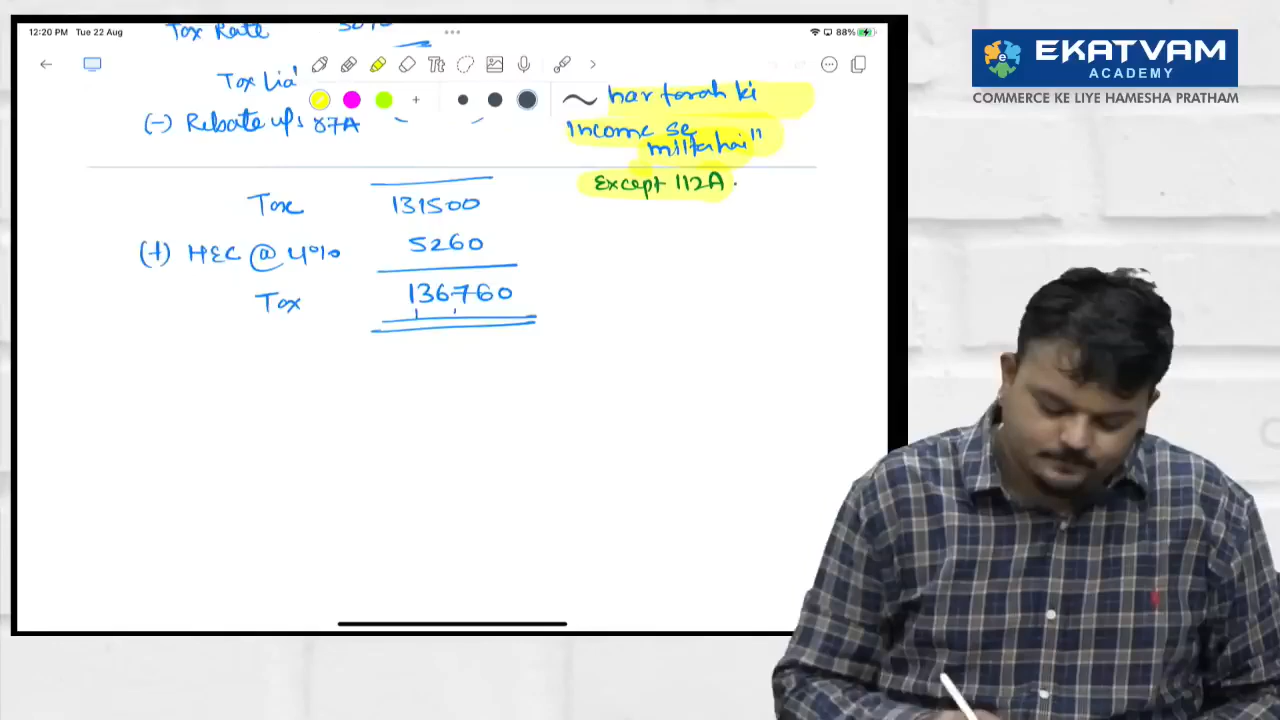 12:20 PM Tue 22 Aug
88%
Tax Rate
Tax Lia'
(-) Rebate u/s 87A
har tarah ki
Income se
milta hai"
Except 112A.
Tax 131500
(+) HEC @ 4% 5260
Tax 136760
EKATVAM
ACADEMY
COMMERCE KE LIYE HAMESHA PRATHAM